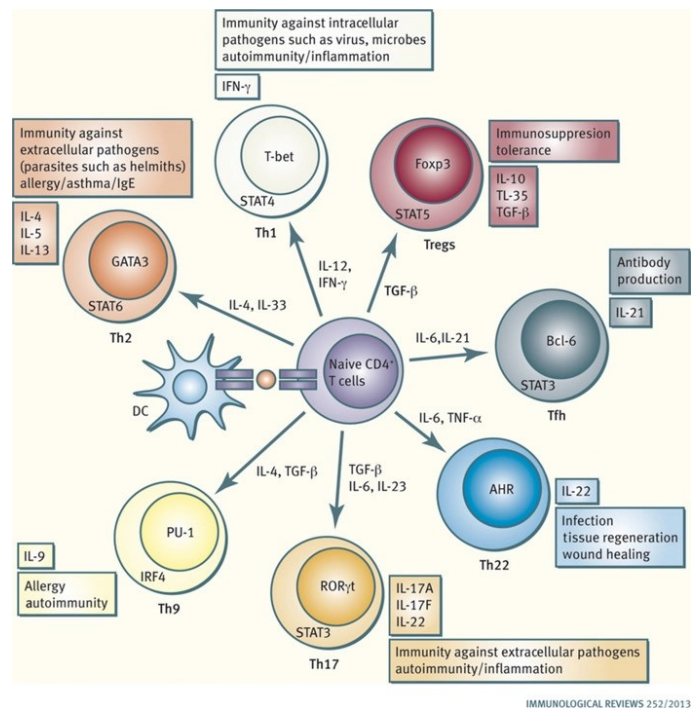 Immunity against intracellular
pathogens such as virus, microbes
autoimmunity/inflammation
IFN-γ
T-bet
STAT4
Th1
Immunity against
extracellular pathogens
(parasites such as helmiths)
allergy/asthma/IgE
IL-4
IL-5
IL-13
GATA3
STAT6
Th2
Foxp3
STAT5
Tregs
Immunosuppresion
tolerance
IL-10
TL-35
TGF-β
IL-12,
IFN-γ
TGF-β
IL-4, IL-33
Antibody
production
IL-21
Bcl-6
STAT3
Tfh
IL-6,IL-21
Naive CD4⁺
T cells
DC
IL-6, TNF-α
IL-4, TGF-β
TGF-β
IL-6, IL-23
AHR
Th22
IL-22
Infection
tissue regeneration
wound healing
PU-1
IRF4
Th9
IL-9
Allergy
autoimmunity
RORγt
STAT3
Th17
IL-17A
IL-17F
IL-22
Immunity against extracellular pathogens
autoimmunity/inflammation
IMMUNOLOGICAL REVIEWS 252/2013